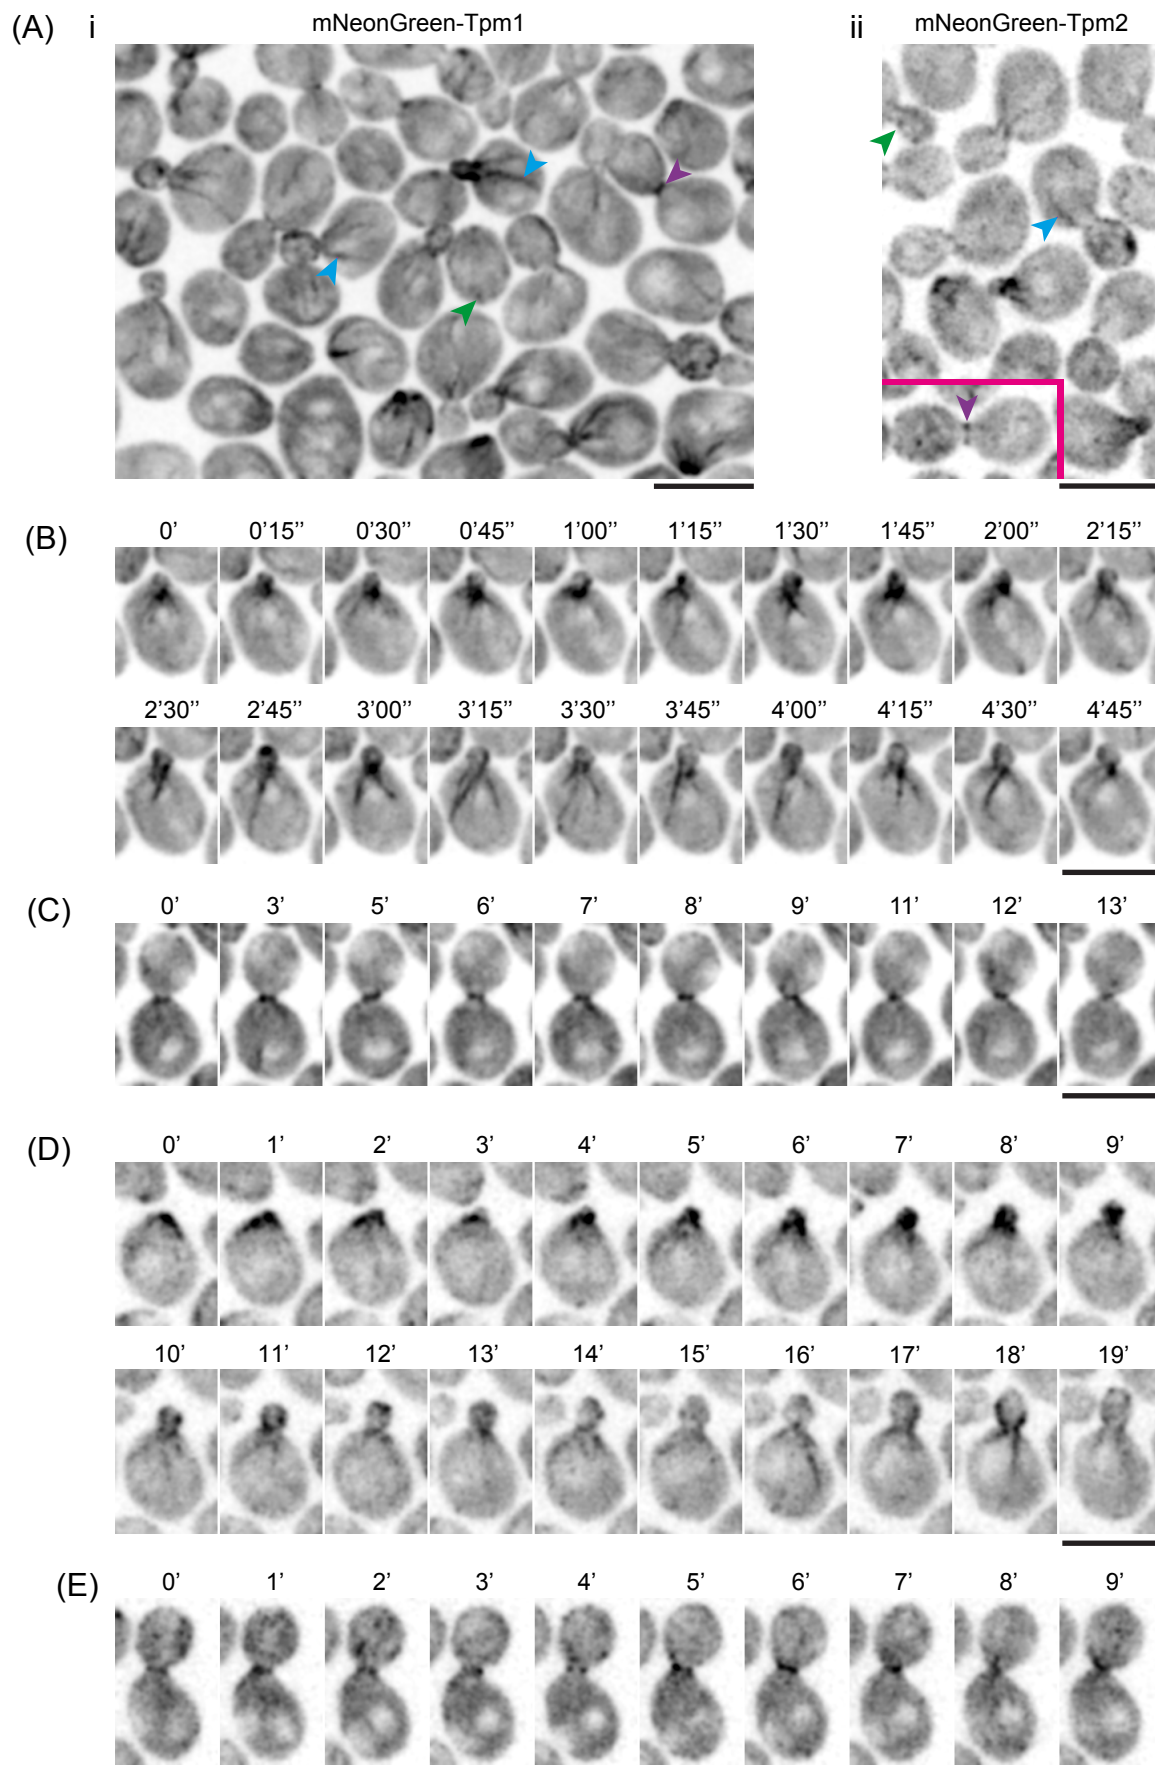 (A) i mNeonGreen-Tpm1 ii mNeonGreen-Tpm2
(B) 0' 0'15'' 0'30'' 0'45'' 1'00'' 1'15'' 1'30'' 1'45'' 2'00'' 2'15''
2'30'' 2'45'' 3'00'' 3'15'' 3'30'' 3'45'' 4'00'' 4'15'' 4'30'' 4'45''
(C) 0' 3' 5' 6' 7' 8' 9' 11' 12' 13'
(D) 0' 1' 2' 3' 4' 5' 6' 7' 8' 9'
10' 11' 12' 13' 14' 15' 16' 17' 18' 19'
(E) 0' 1' 2' 3' 4' 5' 6' 7' 8' 9'